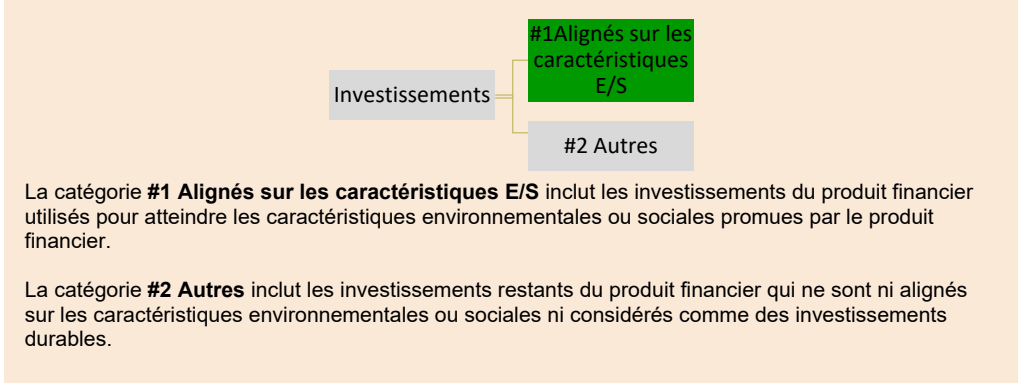 #1Alignés sur les
caractéristiques
E/S
Investissements
#2 Autres
La catégorie #1 Alignés sur les caractéristiques E/S inclut les investissements du produit financier
utilisés pour atteindre les caractéristiques environnementales ou sociales promues par le produit
financier.
La catégorie #2 Autres inclut les investissements restants du produit financier qui ne sont ni alignés
sur les caractéristiques environnementales ou sociales ni considérés comme des investissements
durables.